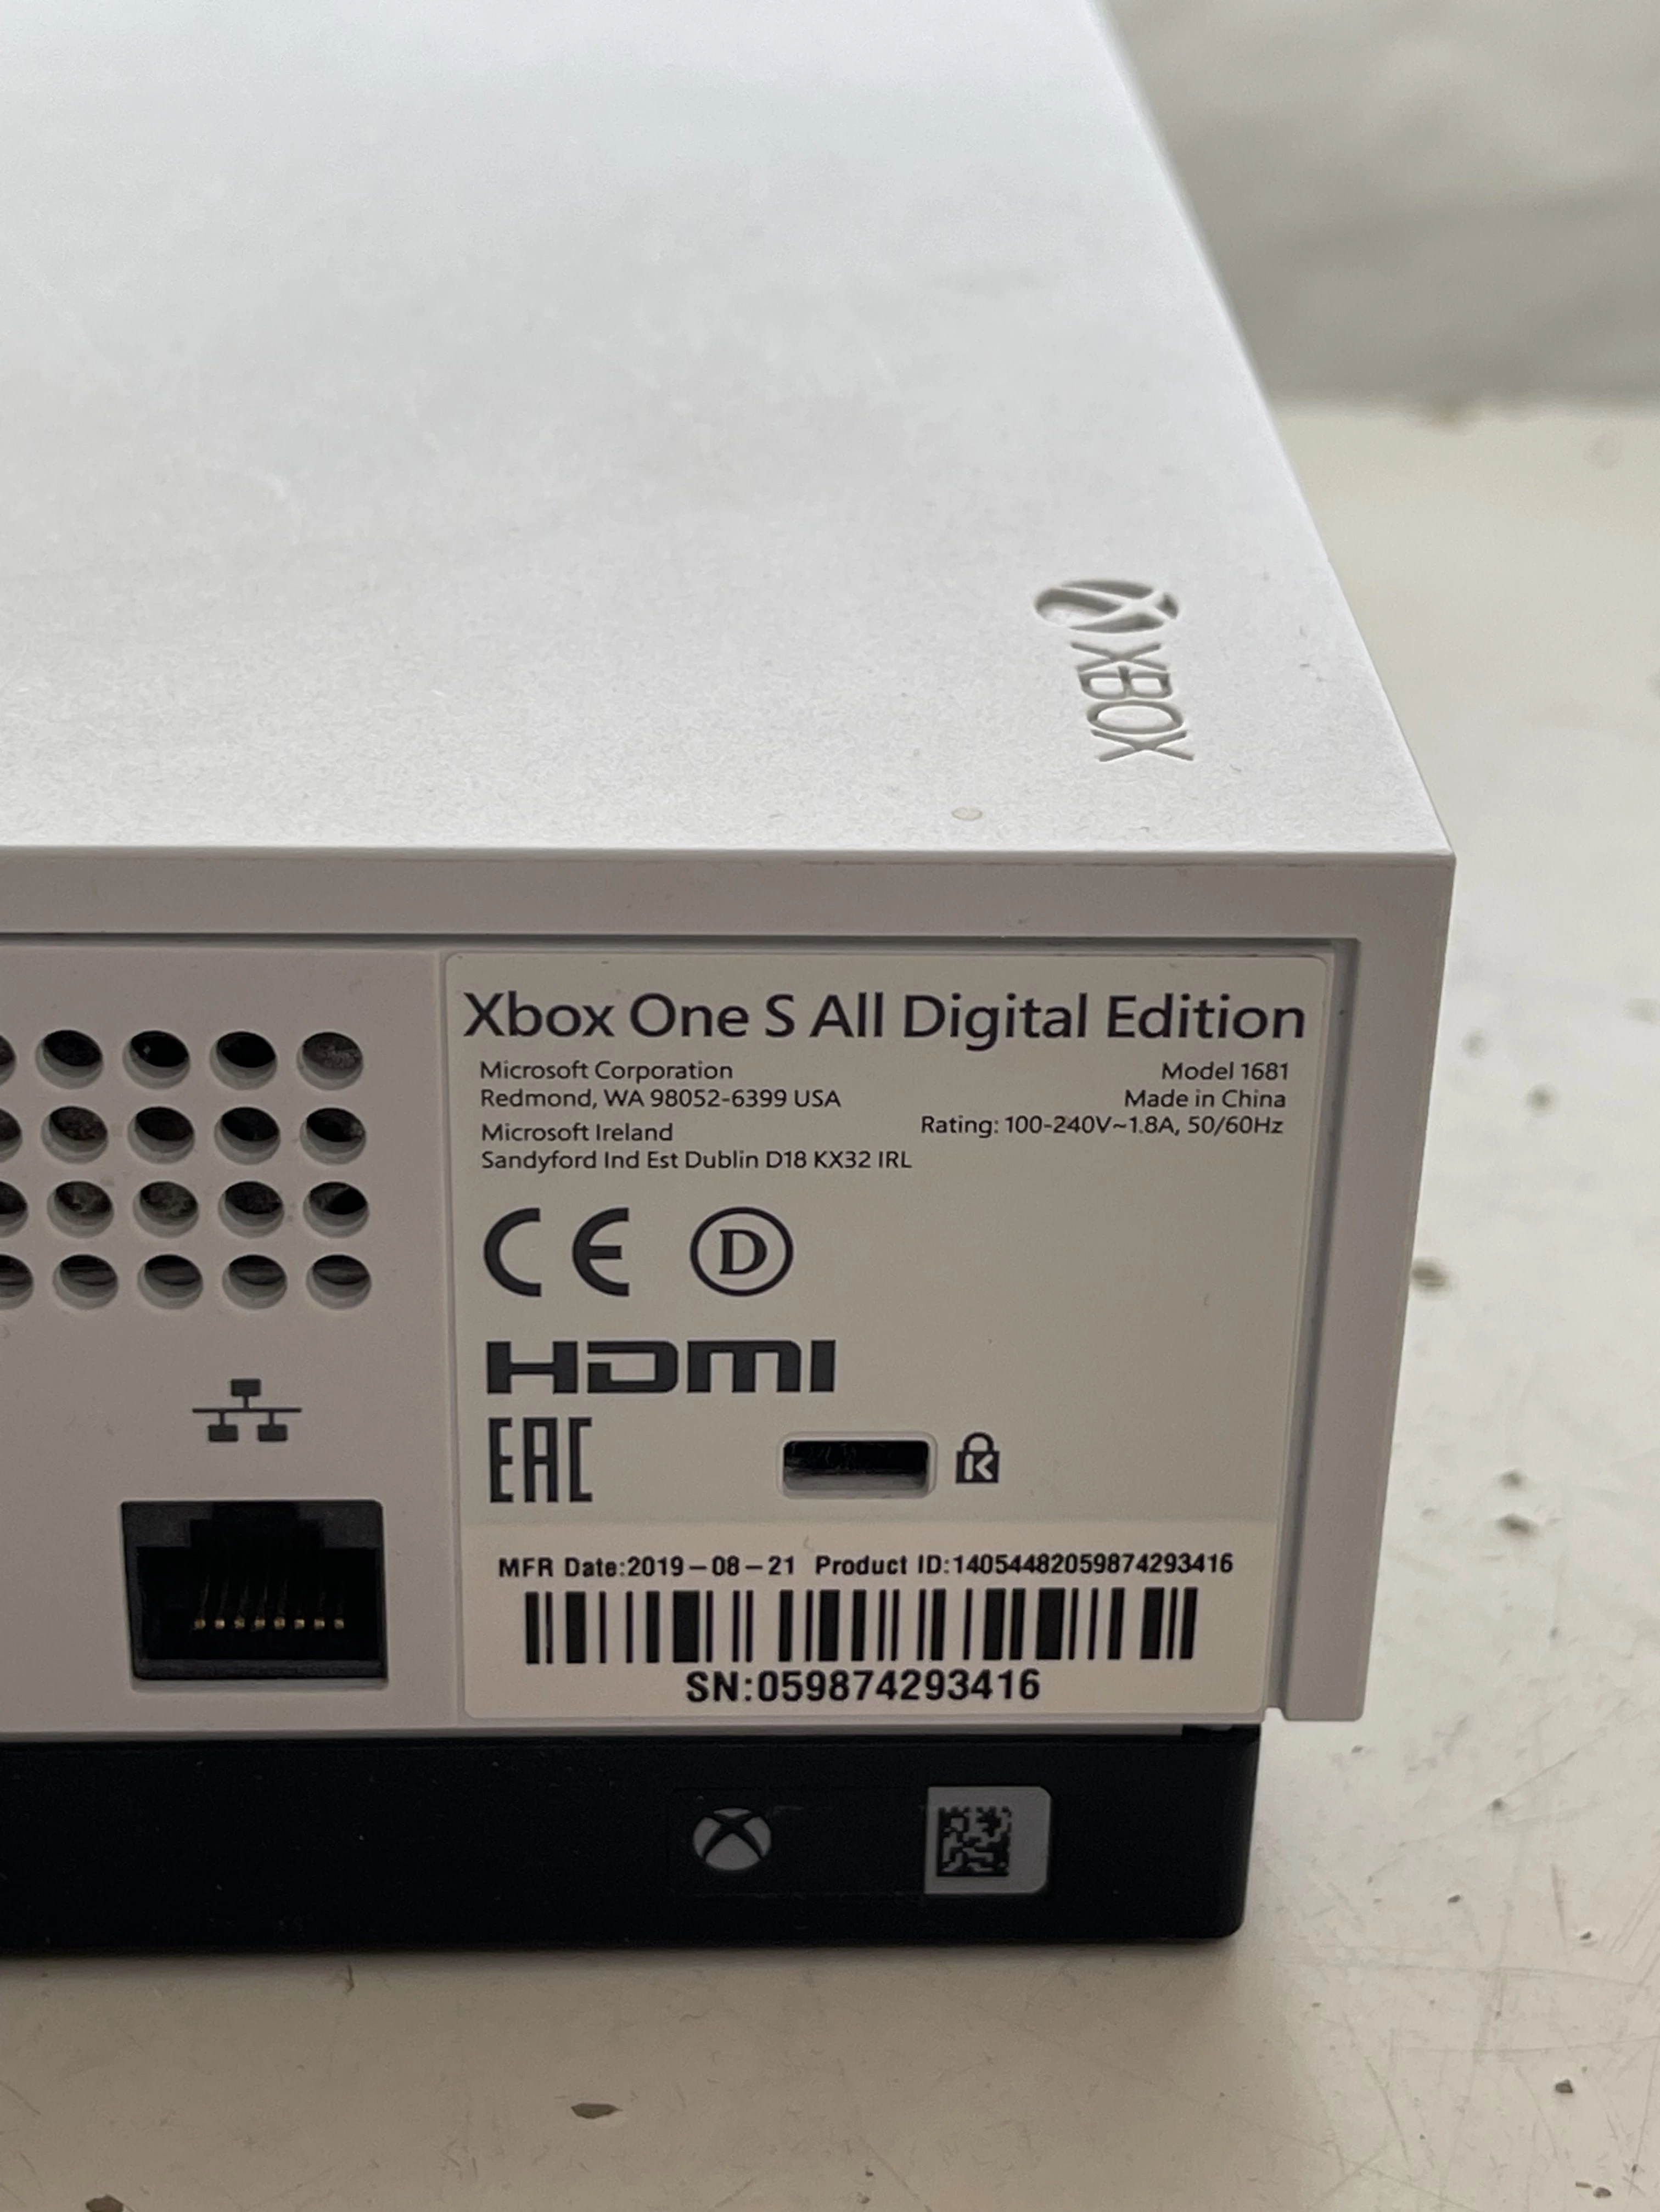 XBOX
Xbox One S All Digital Edition
Microsoft Corporation
Redmond, WA 98052-6399 USA
Microsoft Ireland
Sandyford Ind Est Dublin D18 KX32 IRL
Model 1681
Made in China
Rating: 100-240V~1.8A, 50/60Hz
CE D
HDMI
EAC
K
MFR Date:2019-08-21 Product ID:14054482059874293416
SN:059874293416